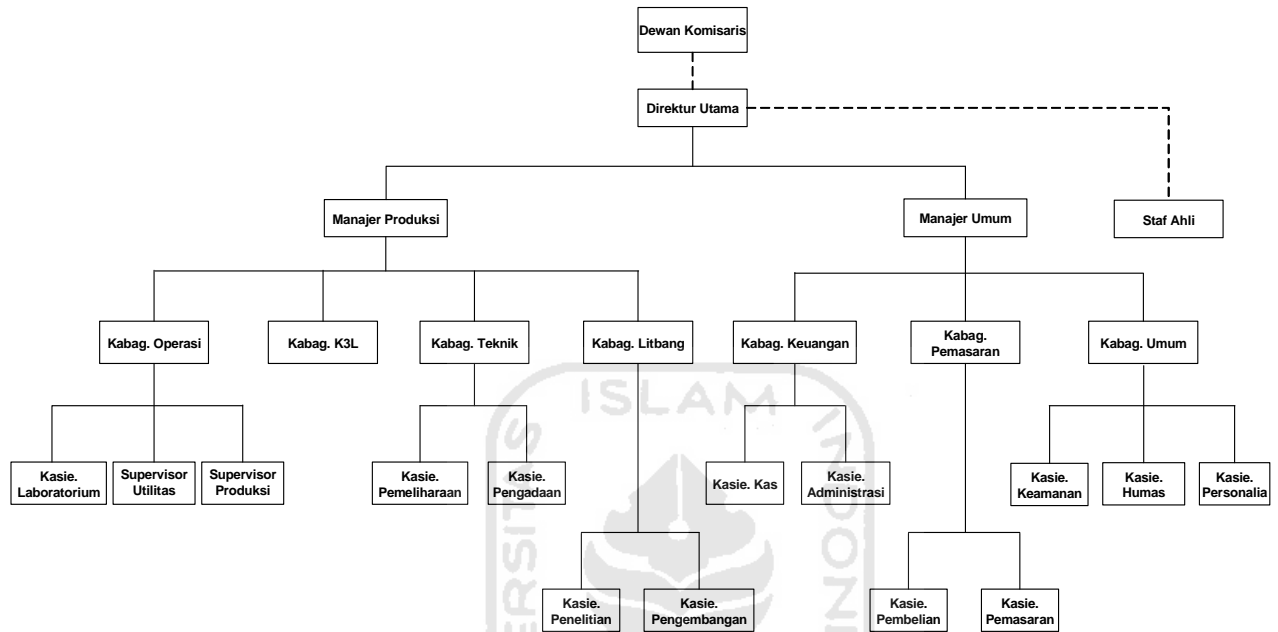 Dewan Komisaris
Direktur Utama
Manajer Produksi
Manajer Umum
Staf Ahli
Kabag. Operasi
Kabag. K3L
Kabag. Teknik
Kabag. Litbang
Kabag. Keuangan
Kabag.
Pemasaran
Kabag. Umum
Kasie.
Laboratorium
Supervisor
Utilitas
Supervisor
Produksi
Kasie.
Pemeliharaan
Kasie.
Pengadaan
Kasie. Kas
Kasie.
Administrasi
Kasie.
Keamanan
Kasie.
Humas
Kasie.
Personalia
Kasie.
Penelitian
Kasie.
Pengembangan
Kasie.
Pembelian
Kasie.
Pemasaran
ISLAM